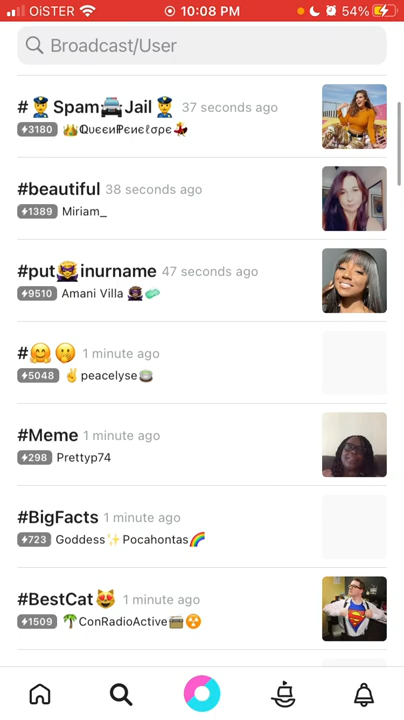 OiSTER 10:08 PM 54%
Broadcast/User
#👮Spam🚔Jail👮 37 seconds ago
3180 👑ℚυєєиℙєиєℓσρє💃
#beautiful 38 seconds ago
1389 Miriam_
#put🦹🏿inurname 47 seconds ago
9510 Amani Villa 🦹🏿🧼
#🤗🤭 1 minute ago
5048 ✌️peacelyse🍚
#Meme 1 minute ago
298 Prettyp74
#BigFacts 1 minute ago
723 Goddess✨Pocahontas🌈
#BestCat😻 1 minute ago
1509 🌴ConRadioActive📻☢️